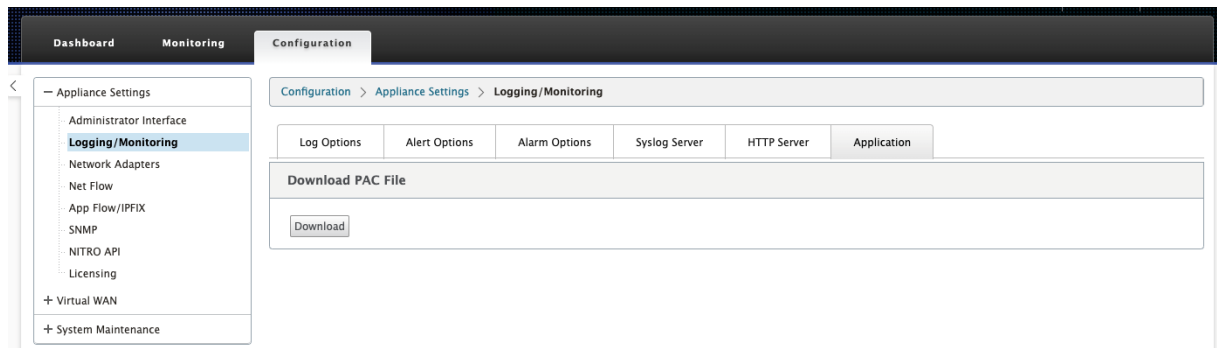 Dashboard Monitoring Configuration
— Appliance Settings
Administrator Interface
Logging/Monitoring
Network Adapters
Net Flow
App Flow/IPFIX
SNMP
NITRO API
Licensing
+ Virtual WAN
+ System Maintenance
Configuration > Appliance Settings > Logging/Monitoring
Log Options Alert Options Alarm Options Syslog Server HTTP Server Application
Download PAC File
Download